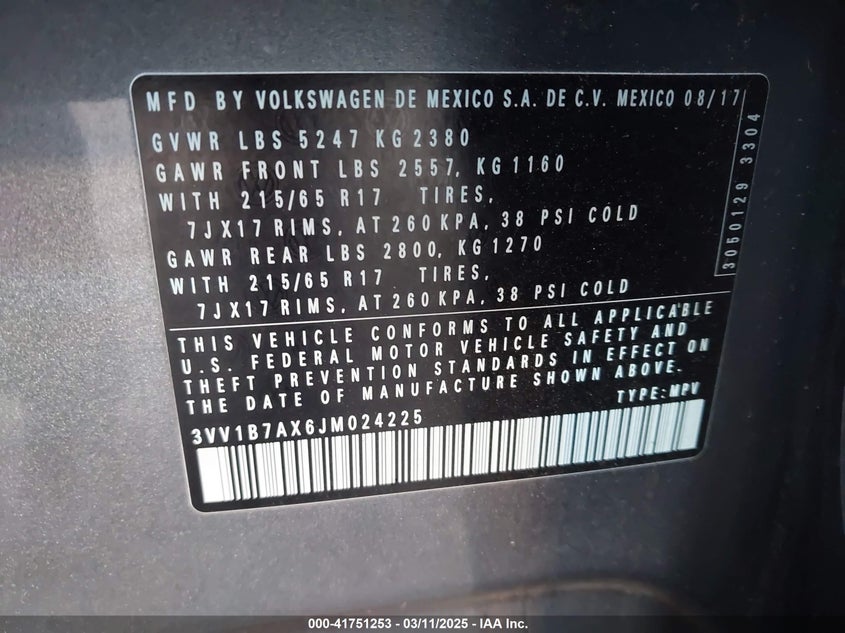 MFD BY VOLKSWAGEN DE MEXICO S.A. DE C.V. MEXICO 08/17
GVWR LBS 5247 KG 2380
GAWR FRONT LBS 2557, KG 1160
WITH 215/65 R17 TIRES,
7JX17 RIMS, AT 260 KPA, 38 PSI COLD
GAWR REAR LBS 2800, KG 1270
WITH 215/65 R17 TIRES,
7JX17 RIMS, AT 260 KPA, 38 PSI COLD
3050129 3304
THIS VEHICLE CONFORMS TO ALL APPLICABLE
U.S. FEDERAL MOTOR VEHICLE SAFETY AND
THEFT PREVENTION STANDARDS IN EFFECT ON
THE DATE OF MANUFACTURE SHOWN ABOVE.
TYPE: MPV
3VV1B7AX6JM024225
000-41751253 - 03/11/2025 - IAA Inc.